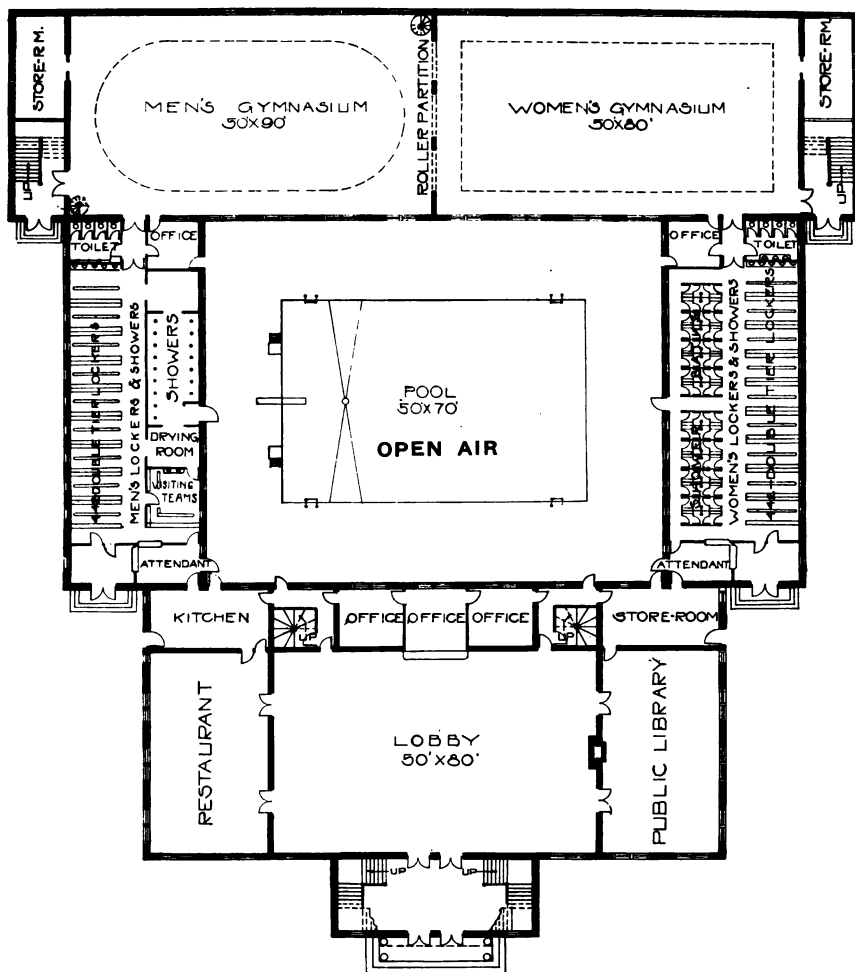 STORE-RM.
MEN'S GYMNASIUM
50'X90'
ROLLER PARTITION
WOMEN'S GYMNASIUM
50'X80'
STORE-RM.
UP
UP
TOILET
OFFICE
OFFICE
TOILET
442 DOUBLE TIER LOCKERS
MEN'S LOCKERS & SHOWERS
SHOWERS
DRYING
ROOM
VISITING
TEAMS
ATTENDANT
POOL
50'X70'
OPEN AIR
WOMEN'S LOCKERS & SHOWERS
442-DOUBLE TIER LOCKERS
ATTENDANT
KITCHEN
UP
OFFICE
OFFICE
OFFICE
UP
STORE-ROOM
RESTAURANT
LOBBY
50'X80'
PUBLIC LIBRARY
UP
UP